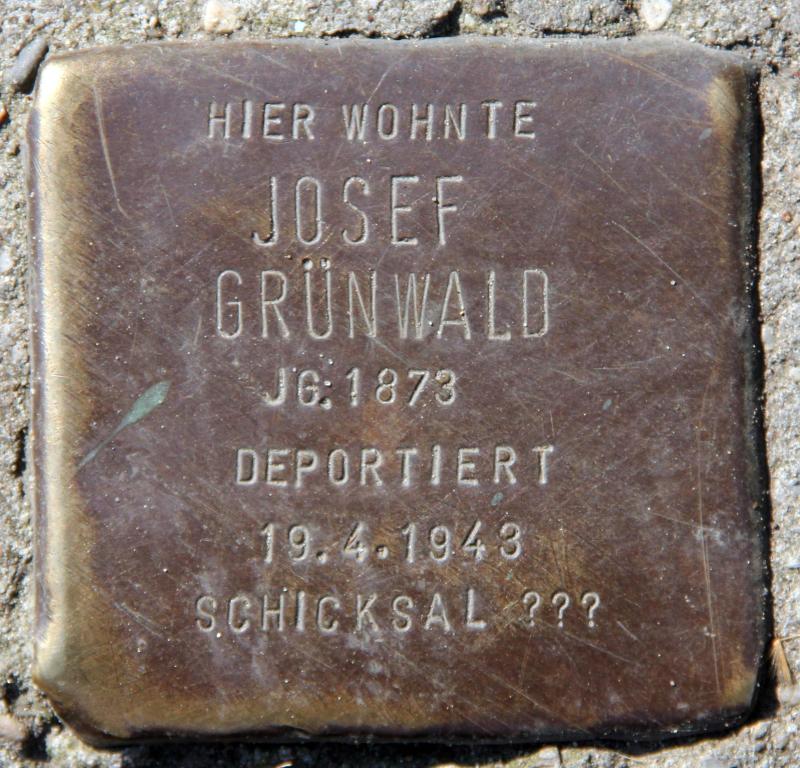 HIER WOHNTE
JOSEF
GRÜNWALD
JG. 1873
DEPORTIERT
19.4.1943
SCHICKSAL ???